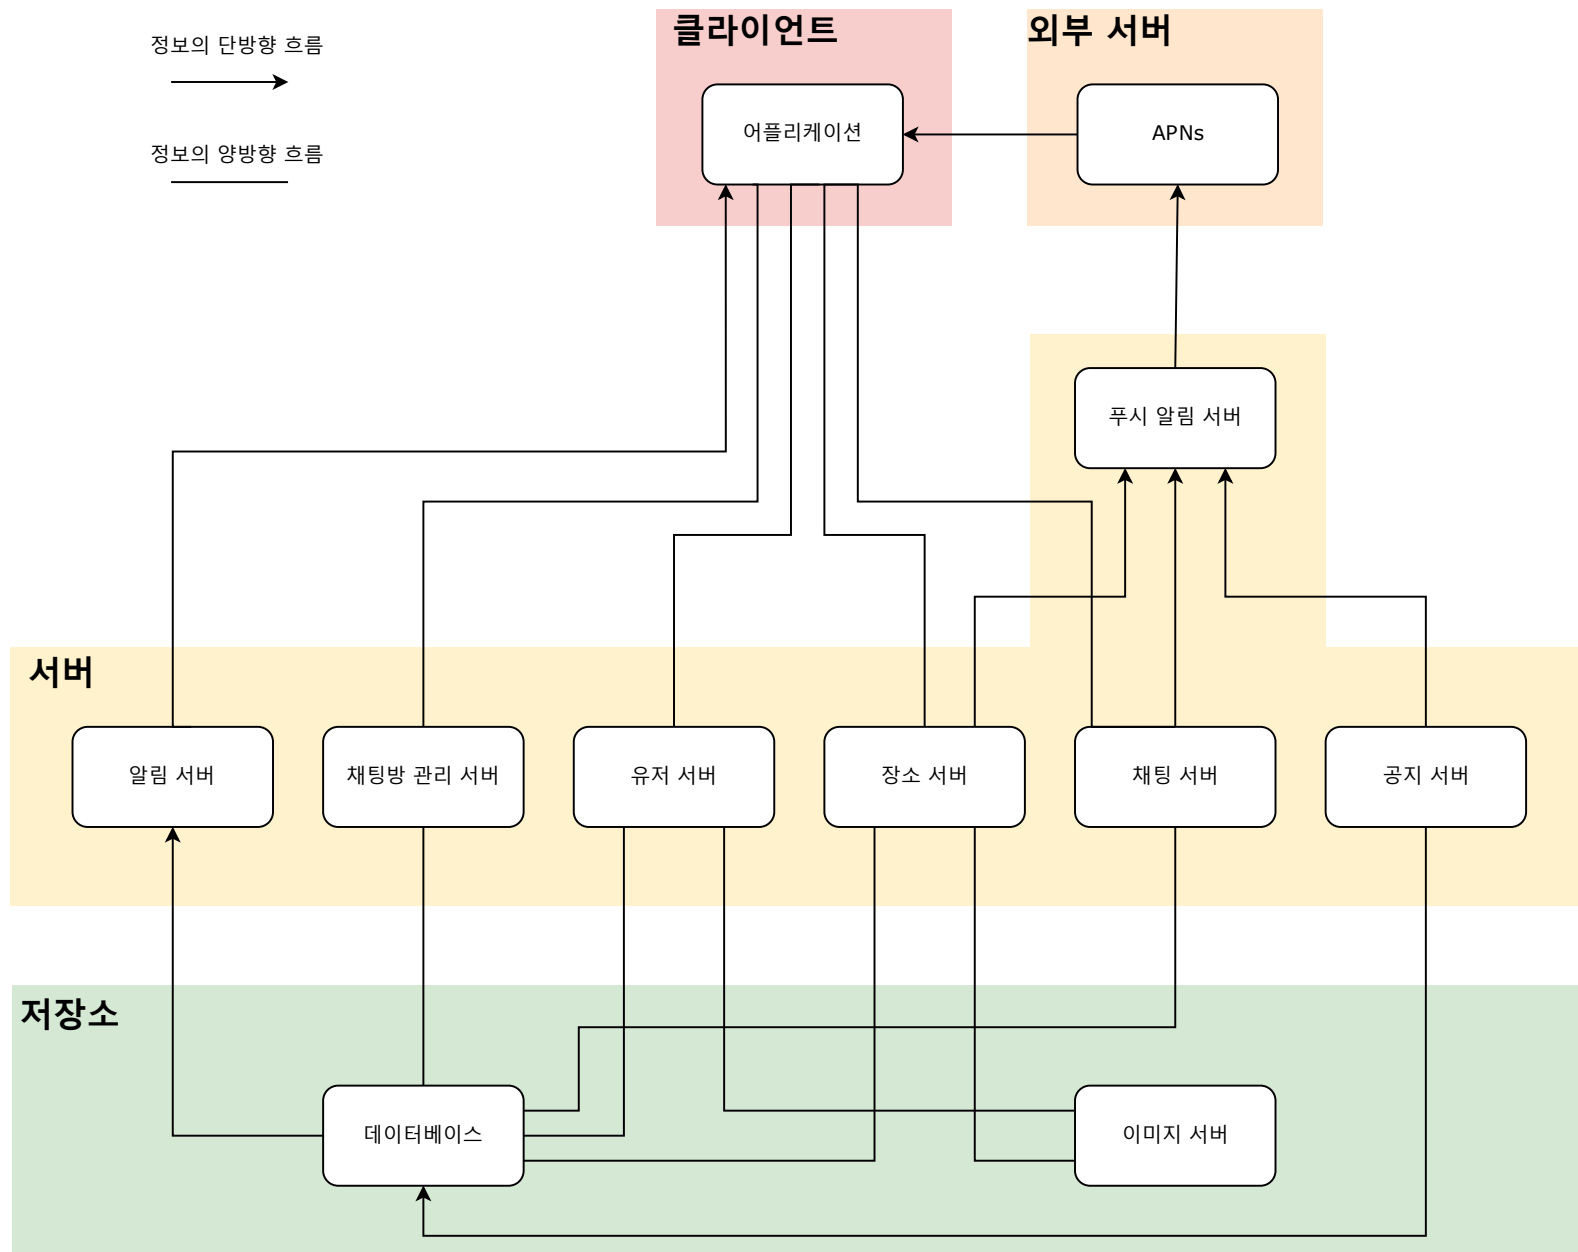 정보의 단방향 흐름
정보의 양방향 흐름
클라이언트
어플리케이션
외부 서버
APNs
푸시 알림 서버
서버
알림 서버
채팅방 관리 서버
유저 서버
장소 서버
채팅 서버
공지 서버
저장소
데이터베이스
이미지 서버